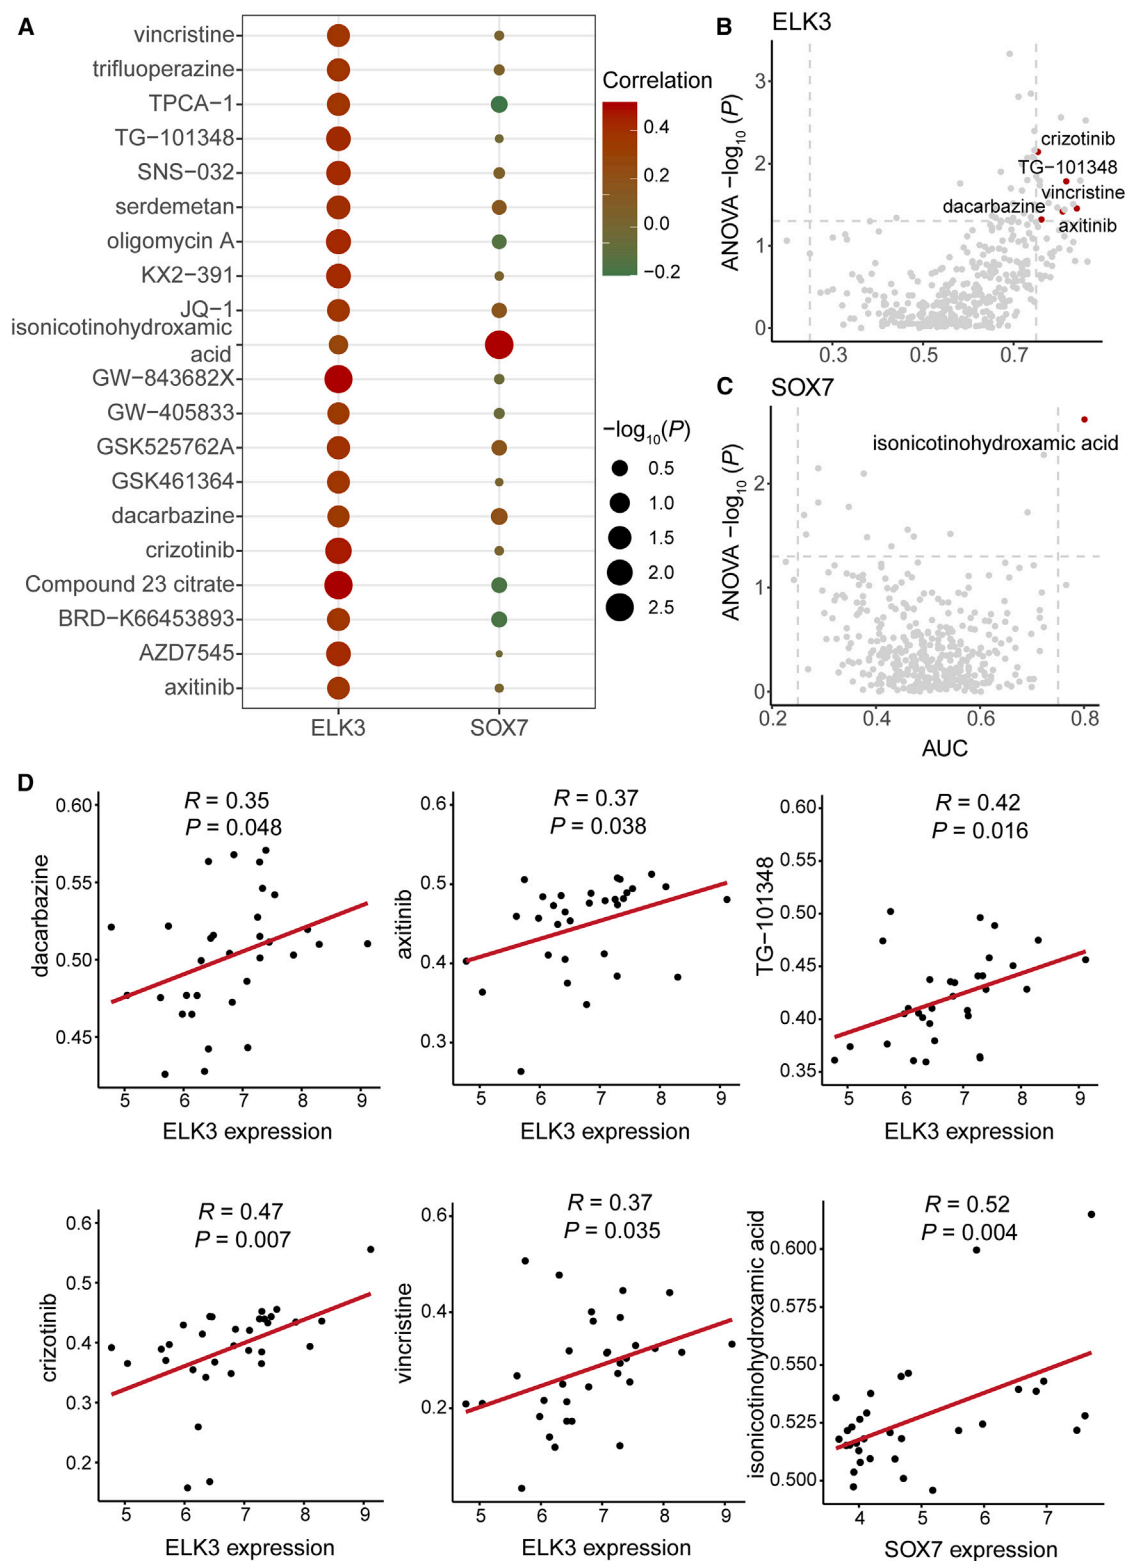 A
vincristine
trifluoperazine
TPCA−1
TG−101348
SNS−032
serdemetan
oligomycin A
KX2−391
JQ−1
isonicotinohydroxamic
acid
GW−843682X
GW−405833
GSK525762A
GSK461364
dacarbazine
crizotinib
Compound 23 citrate
BRD−K66453893
AZD7545
axitinib
ELK3 SOX7
Correlation
0.4
0.2
0.0
−0.2
−log10(P)
0.5
1.0
1.5
2.0
2.5
B ELK3
ANOVA −log10 (P)
3
2
1
0
crizotinib
TG−101348
vincristine
dacarbazine
axitinib
0.3 0.5 0.7
C SOX7
ANOVA −log10 (P)
2
1
0
isonicotinohydroxamic acid
0.2 0.4 0.6 0.8
AUC
D
R = 0.35
P = 0.048
dacarbazine
0.60
0.55
0.50
0.45
5 6 7 8 9
ELK3 expression
R = 0.37
P = 0.038
axitinib
0.6
0.5
0.4
0.3
5 6 7 8 9
ELK3 expression
R = 0.42
P = 0.016
TG−101348
0.60
0.55
0.50
0.45
0.40
0.35
5 6 7 8 9
ELK3 expression
R = 0.47
P = 0.007
crizotinib
0.6
0.5
0.4
0.3
0.2
5 6 7 8 9
ELK3 expression
R = 0.37
P = 0.035
vincristine
0.6
0.4
0.2
5 6 7 8 9
ELK3 expression
R = 0.52
P = 0.004
isonicotinohydroxamic acid
0.600
0.575
0.550
0.525
0.500
4 5 6 7
SOX7 expression